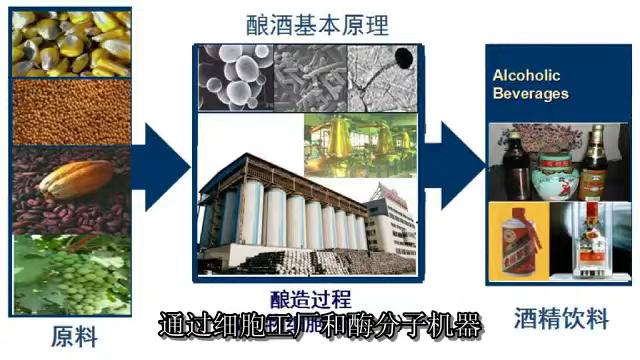 酿酒基本原理
Alcoholic
Beverages
酿造过程
通过细胞工厂和酶分子机器
原料
酒精饮料